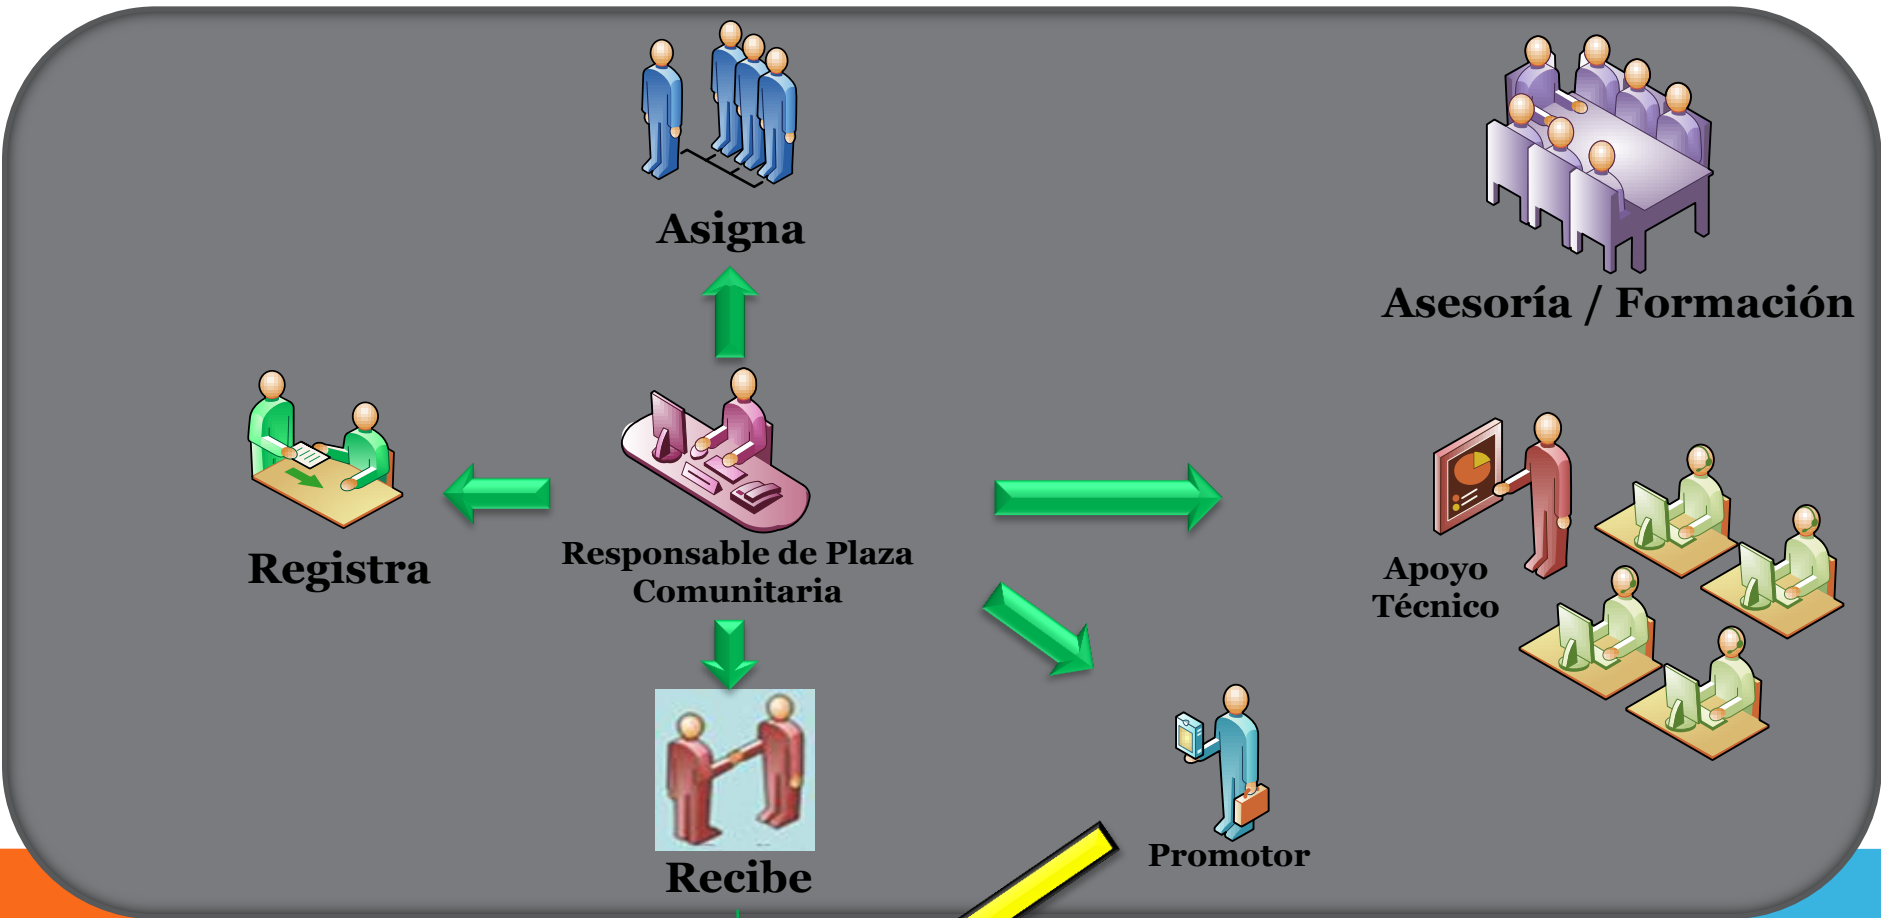 Asigna
Asesoría / Formación
Registra
Responsable de Plaza
Comunitaria
Apoyo
Técnico
Promotor
Recibe